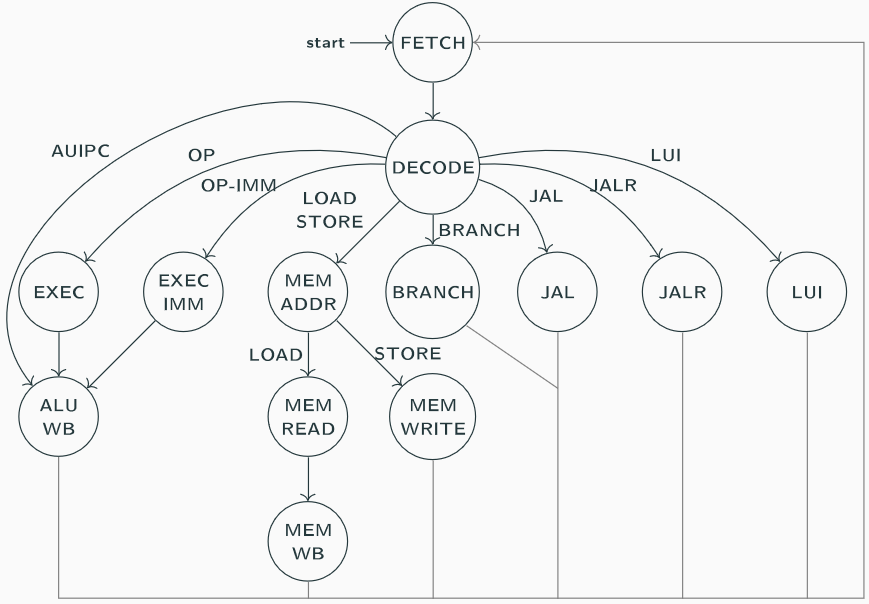 start
FETCH
DECODE
AUIPC
OP
OP-IMM
LOAD
STORE
BRANCH
JAL
JALR
LUI
EXEC
EXEC
IMM
MEM
ADDR
BRANCH
JAL
JALR
LUI
LOAD
STORE
ALU
WB
MEM
READ
MEM
WRITE
MEM
WB